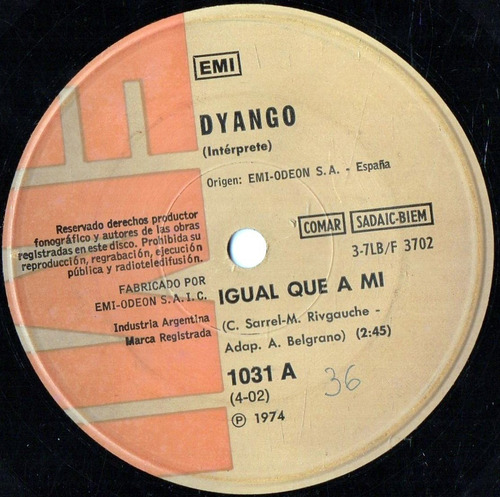 EMI
DYANGO
(Intérprete)
Origen: EMI-ODEON S.A. - España
COMAR SADAIC-BIEM
3-7LB/F 3702
Reservado derechos productor
fonográfico y autores de las obras
registradas en este disco. Prohibida su
reproducción, regrabación, ejecución
pública y radioteledifusión.
FABRICADO POR
EMI-ODEON S.A.I.C.
Industria Argentina
Marca Registrada
IGUAL QUE A MI
(C. Sarrel-M. Rivgauche -
Adap. A. Belgrano) (2:45)
1031 A
36
(4-02)
Ⓟ 1974